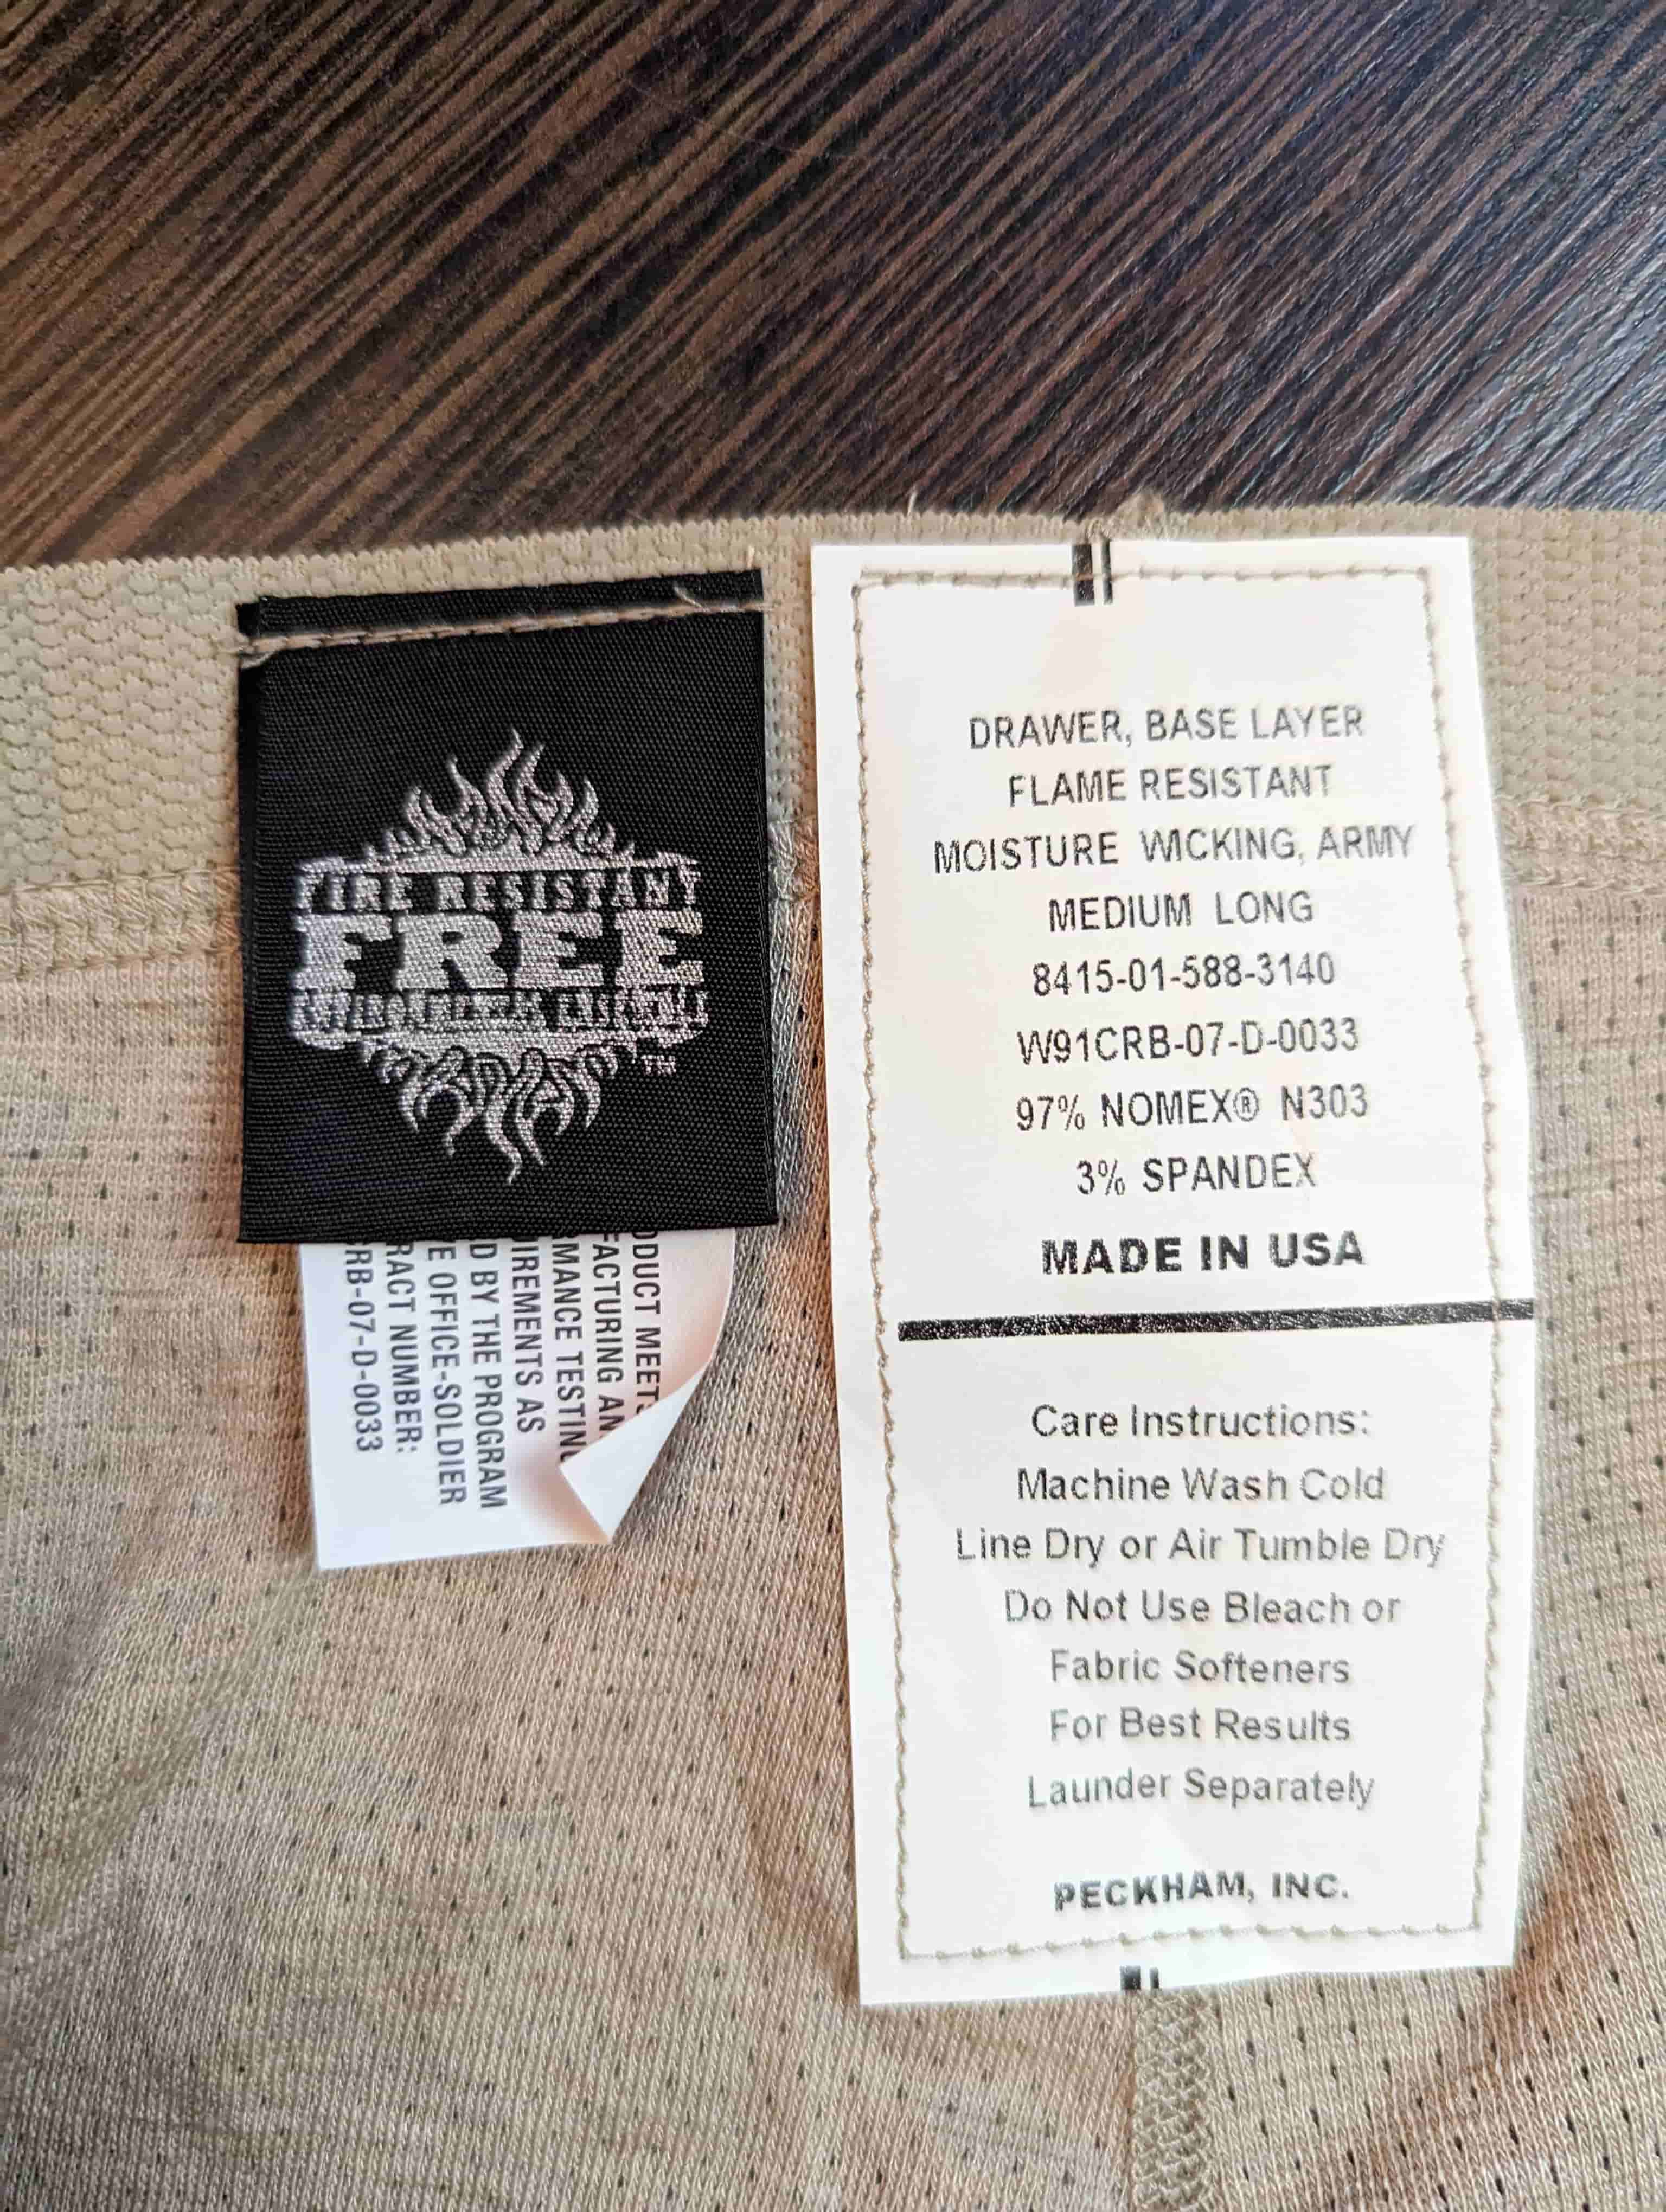 FIRE RESISTANT
FREE
DRAWER, BASE LAYER
FLAME RESISTANT
MOISTURE WICKING, ARMY
MEDIUM LONG
8415-01-588-3140
W91CRB-07-D-0033
97% NOMEX® N303
3% SPANDEX
MADE IN USA
Care Instructions:
Machine Wash Cold
Line Dry or Air Tumble Dry
Do Not Use Bleach or
Fabric Softeners
For Best Results
Launder Separately
PECKHAM, INC.
ODUCT MEETS
FACTURING AN
RMANCE TESTING
IREMENTS AS
D BY THE PROGRAM
E OFFICE-SOLDIER
RACT NUMBER:
RB-07-D-0033